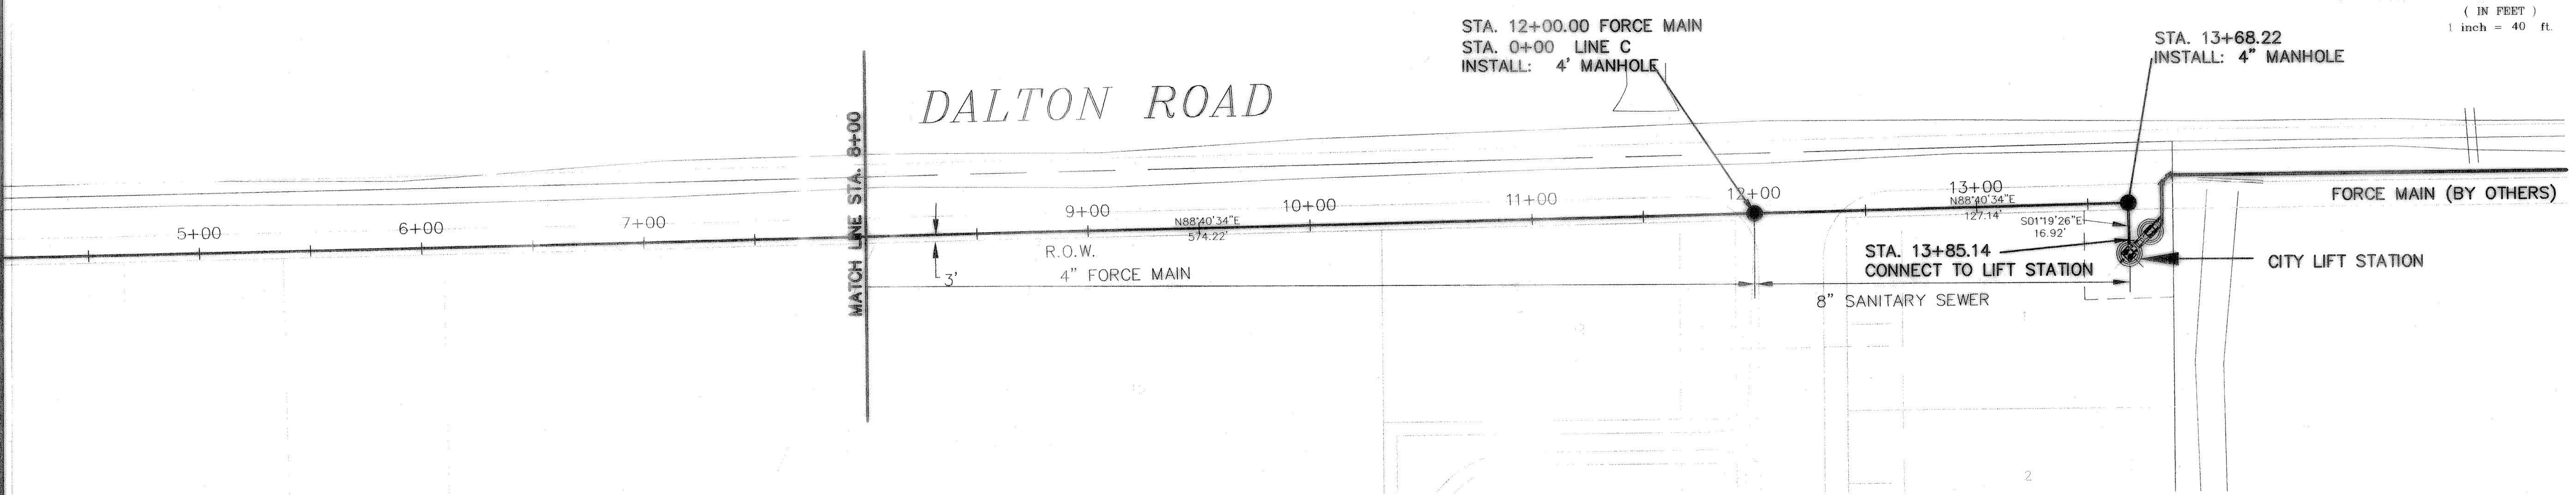 ( IN FEET )
1 inch = 40 ft.
STA. 12+00.00 FORCE MAIN
STA. 0+00 LINE C
INSTALL: 4' MANHOLE
STA. 13+68.22
INSTALL: 4" MANHOLE
DALTON ROAD
MATCH LINE STA. 8+00
5+00
6+00
7+00
9+00
10+00
11+00
12+00
13+00
N88°40'34"E
574.22'
N88°40'34"E
127.14'
S01°19'26"E
16.92'
FORCE MAIN (BY OTHERS)
R.O.W.
3'
4" FORCE MAIN
STA. 13+85.14
CONNECT TO LIFT STATION
CITY LIFT STATION
8" SANITARY SEWER
1
2